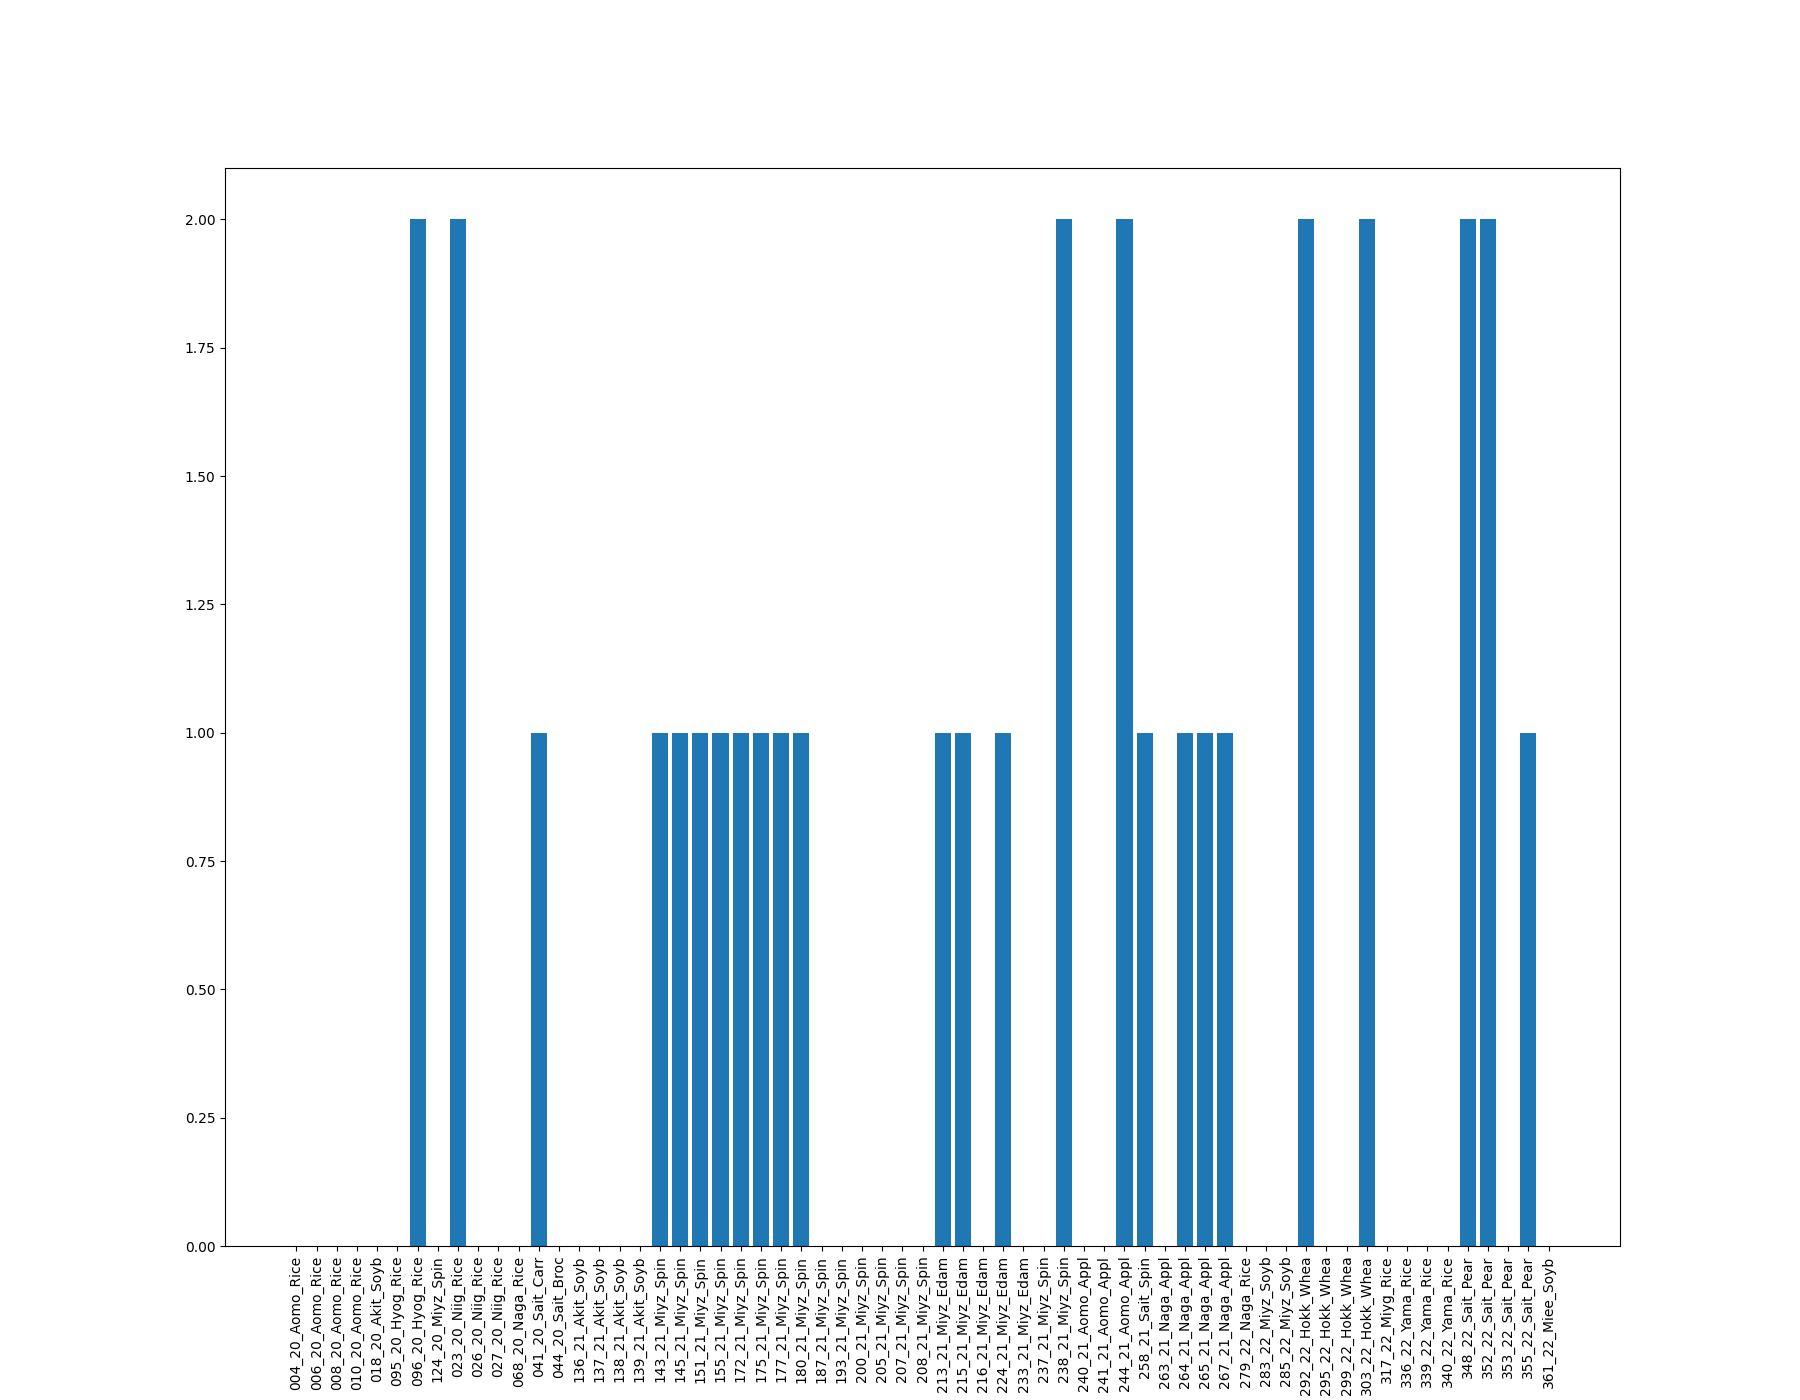 2.00
1.75
1.50
1.25
1.00
0.75
0.50
0.25
0.00
004_20_Aomo_Rice
006_20_Aomo_Rice
008_20_Aomo_Rice
010_20_Aomo_Rice
018_20_Akit_Soyb
095_20_Hyog_Rice
096_20_Hyog_Rice
124_20_Miyz_Spin
023_20_Niig_Rice
026_20_Niig_Rice
027_20_Niig_Rice
068_20_Naga_Rice
041_20_Sait_Carr
044_20_Sait_Broc
136_21_Akit_Soyb
137_21_Akit_Soyb
138_21_Akit_Soyb
139_21_Akit_Soyb
143_21_Miyz_Spin
145_21_Miyz_Spin
151_21_Miyz_Spin
155_21_Miyz_Spin
172_21_Miyz_Spin
175_21_Miyz_Spin
177_21_Miyz_Spin
180_21_Miyz_Spin
187_21_Miyz_Spin
193_21_Miyz_Spin
200_21_Miyz_Spin
205_21_Miyz_Spin
207_21_Miyz_Spin
208_21_Miyz_Spin
213_21_Miyz_Edam
215_21_Miyz_Edam
216_21_Miyz_Edam
224_21_Miyz_Edam
233_21_Miyz_Edam
237_21_Miyz_Spin
238_21_Miyz_Spin
240_21_Aomo_Appl
241_21_Aomo_Appl
244_21_Aomo_Appl
258_21_Sait_Spin
263_21_Naga_Appl
264_21_Naga_Appl
265_21_Naga_Appl
267_21_Naga_Appl
279_22_Naga_Rice
283_22_Miyz_Soyb
285_22_Miyz_Soyb
292_22_Hokk_Whea
295_22_Hokk_Whea
299_22_Hokk_Whea
303_22_Hokk_Whea
317_22_Miyg_Rice
336_22_Yama_Rice
339_22_Yama_Rice
340_22_Yama_Rice
348_22_Sait_Pear
352_22_Sait_Pear
353_22_Sait_Pear
355_22_Sait_Pear
361_22_Miee_Soyb